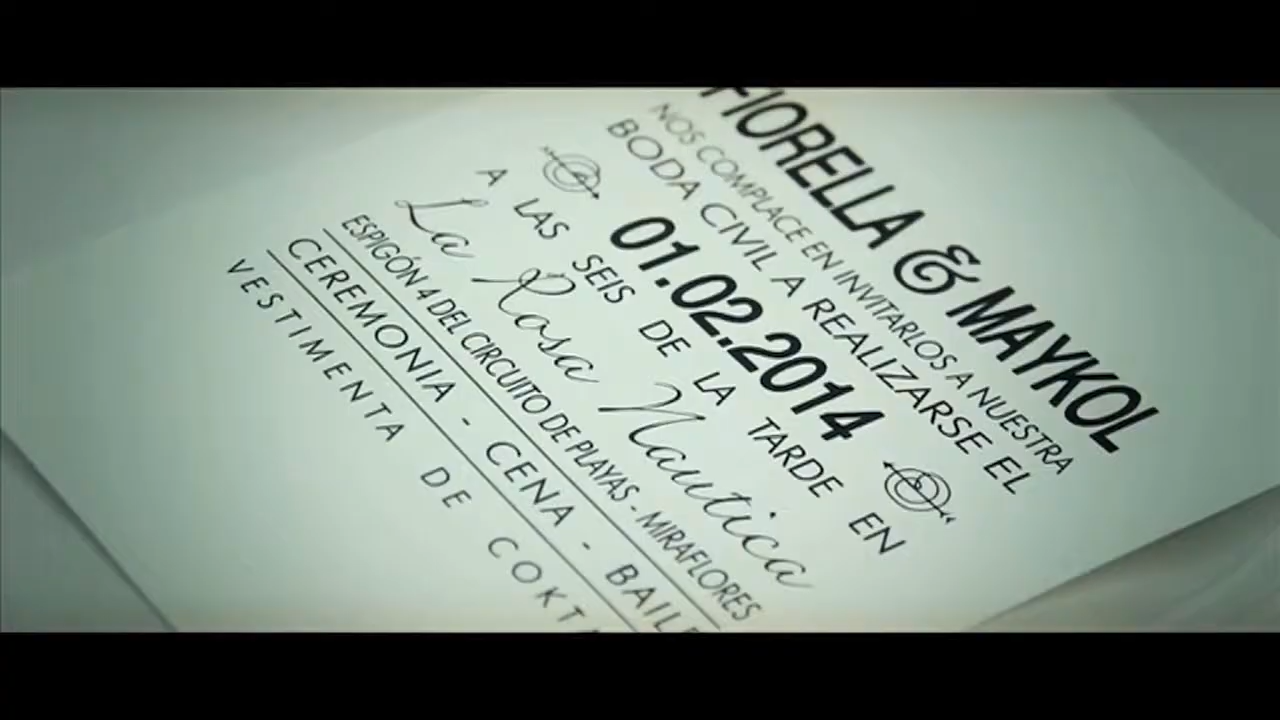 FIORELLA & MAYKOL
NOS COMPLACE EN INVITARLOS A NUESTRA
BODA CIVIL A REALIZARSE EL
01.02.2014
A LAS SEIS DE LA TARDE EN
La Rosa Nautica
ESPIGÓN 4 DEL CIRCUITO DE PLAYAS - MIRAFLORES
CEREMONIA - CENA - BAILE
VESTIMENTA DE COKT